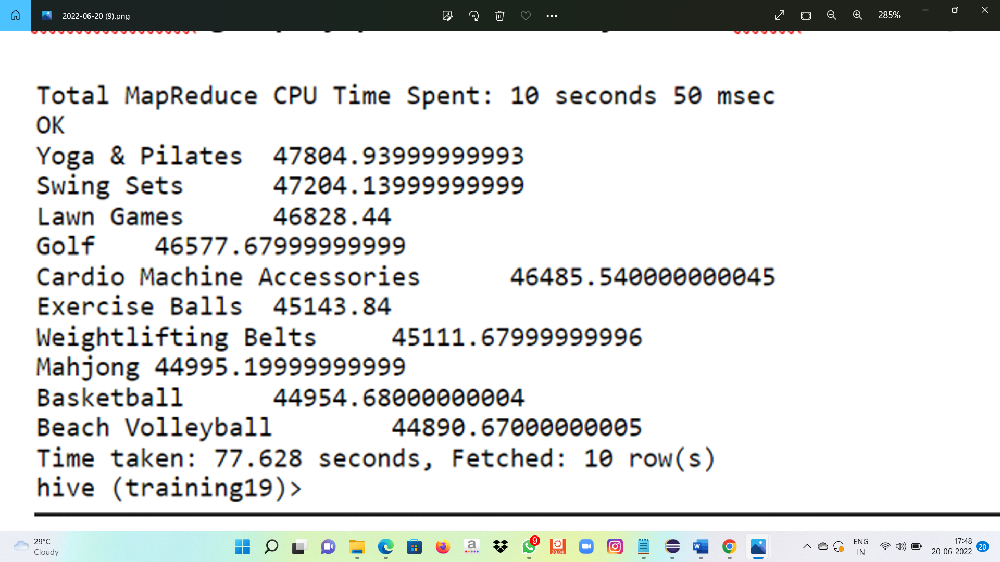 2022-06-20 (9).png
285%
Total MapReduce CPU Time Spent: 10 seconds 50 msec
OK
Yoga & Pilates 47804.93999999993
Swing Sets 47204.13999999999
Lawn Games 46828.44
Golf 46577.67999999999
Cardio Machine Accessories 46485.540000000045
Exercise Balls 45143.84
Weightlifting Belts 45111.67999999996
Mahjong 44995.19999999999
Basketball 44954.68000000004
Beach Volleyball 44890.67000000005
Time taken: 77.628 seconds, Fetched: 10 row(s)
hive (training19)>
29°C
Cloudy
a
9
20.04
W
ENG
IN
17:48
20-06-2022
20